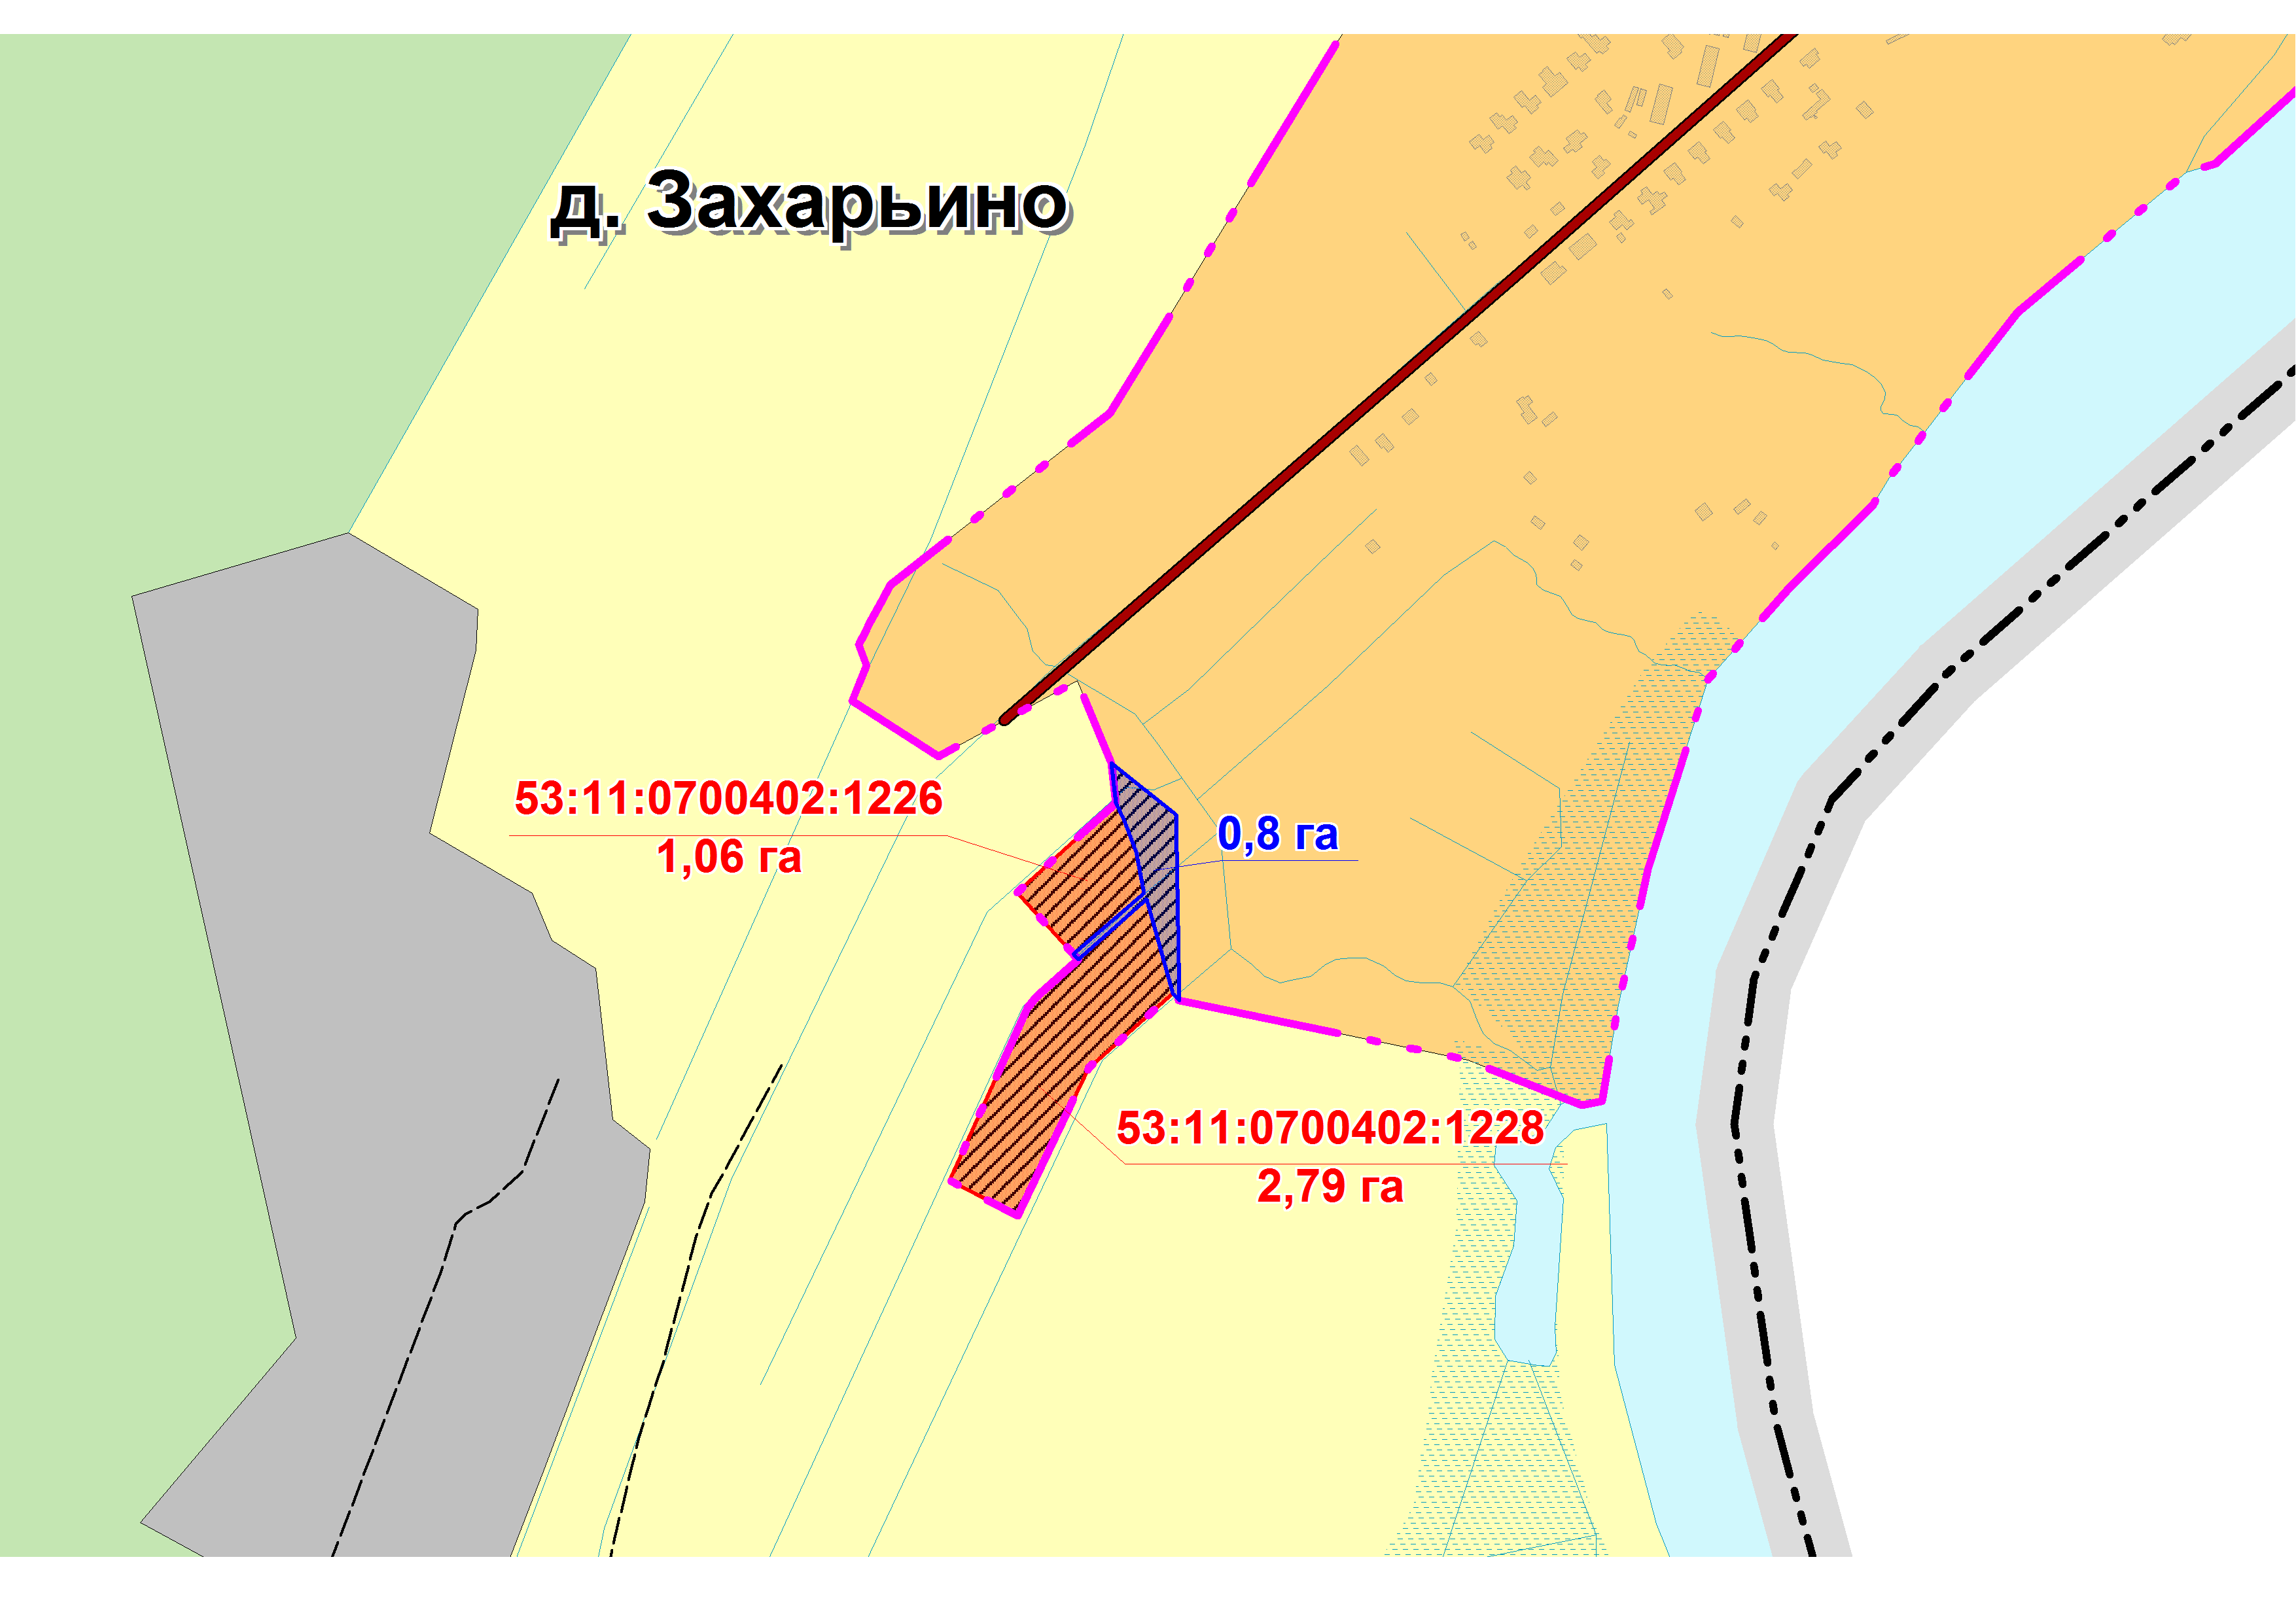 д. Захарьино
53:11:0700402:1226
1,06 га
0,8 га
53:11:0700402:1228
2,79 га